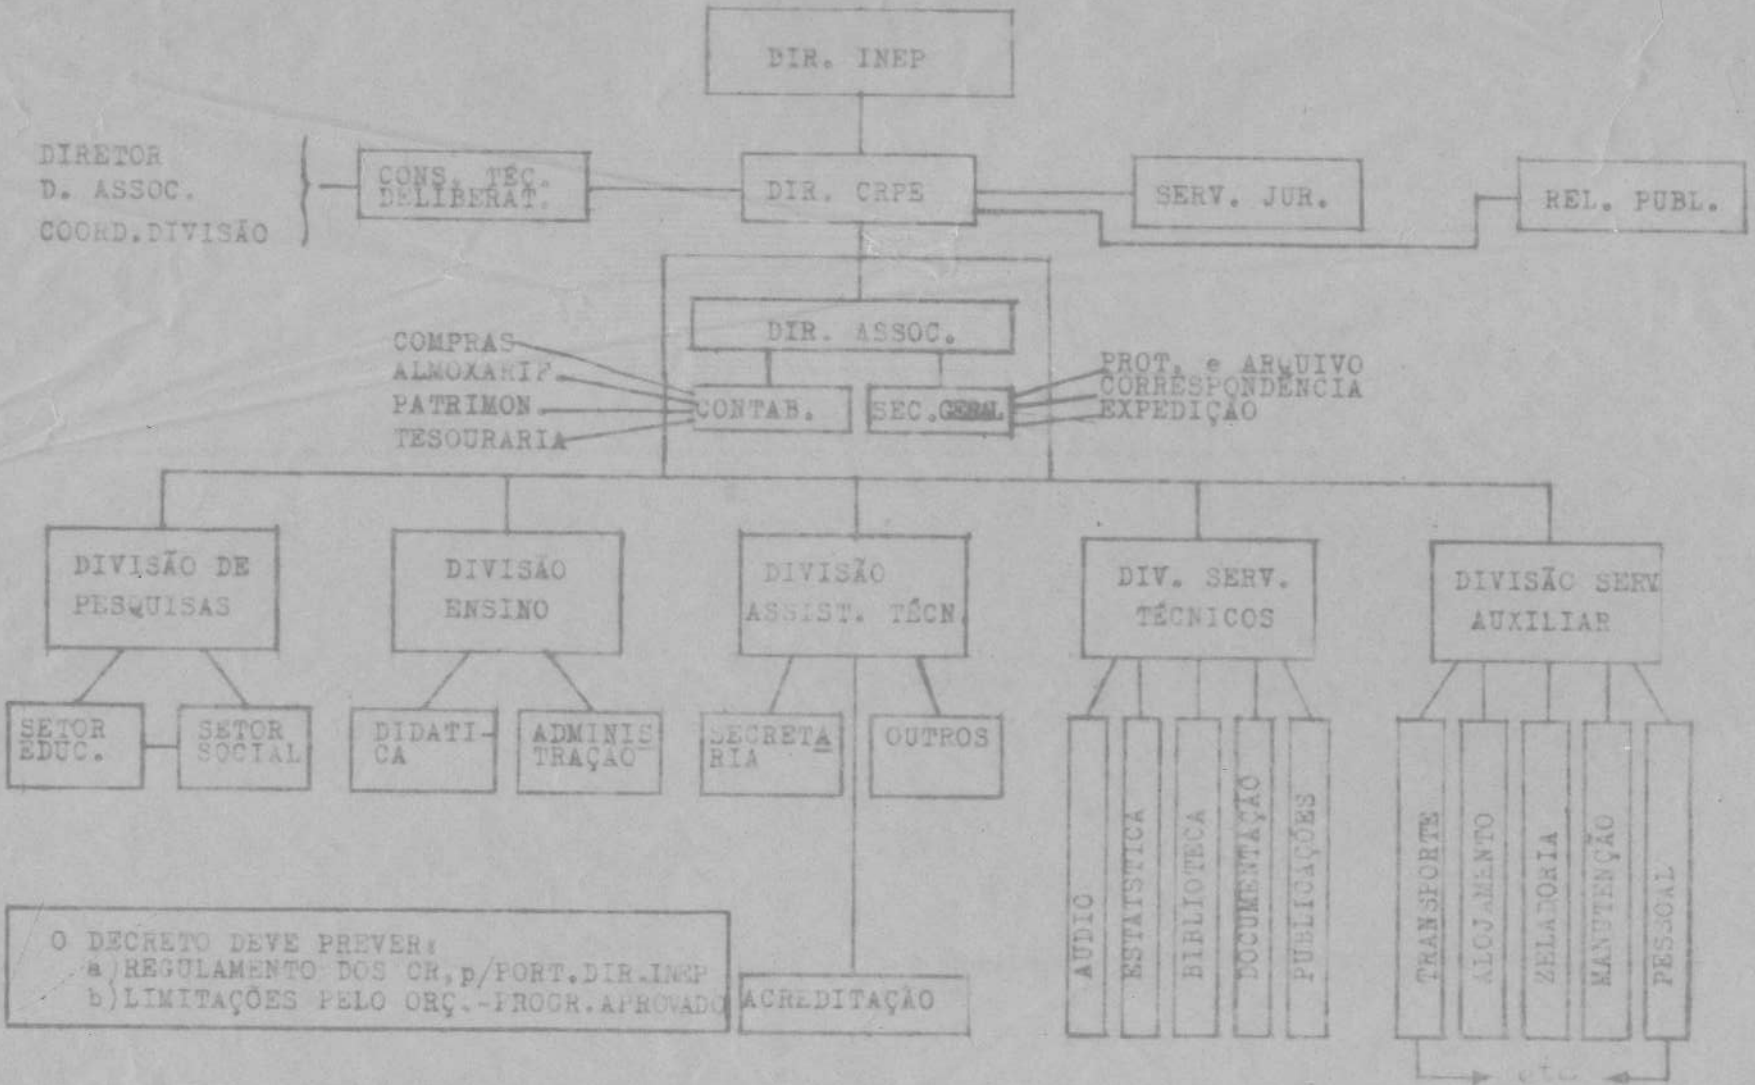 DIR. INEP
DIRETOR
D. ASSOC.
COORD.DIVISÃO
CONS. TÉC.
DELIBERAT.
DIR. CRPE
SERV. JUR.
REL. PUBL.
DIR. ASSOC.
COMPRAS
ALMOXARIF.
PATRIMON.
TESOURARIA
CONTAB.
SEC.GERAL
PROT. e ARQUIVO
CORRESPONDÊNCIA
EXPEDIÇÃO
DIVISÃO DE
PESQUISAS
DIVISÃO
ENSINO
DIVISÃO
ASSIST. TÉCN.
DIV. SERV.
TÉCNICOS
DIVISÃO SERV
AUXILIAR
SETOR
EDUC.
SETOR
SOCIAL
DIDATI-
CA
ADMINIS
TRAÇÃO
SECRETA
RIA
OUTROS
AUDIO
ESTATSTICA
BIBLIOTECA
DOCUMENTAÇÃO
PUBLICAÇÕES
TRANSPORTE
ALOJAMENTO
ZELADORIA
MANUTENÇÃO
PESSOAL
O DECRETO DEVE PREVER:
a)REGULAMENTO DOS CR,p/PORT.DIR.INEP
b)LIMITAÇÕES PELO ORÇ.-PROGR.APROVADO
ACREDITAÇÃO